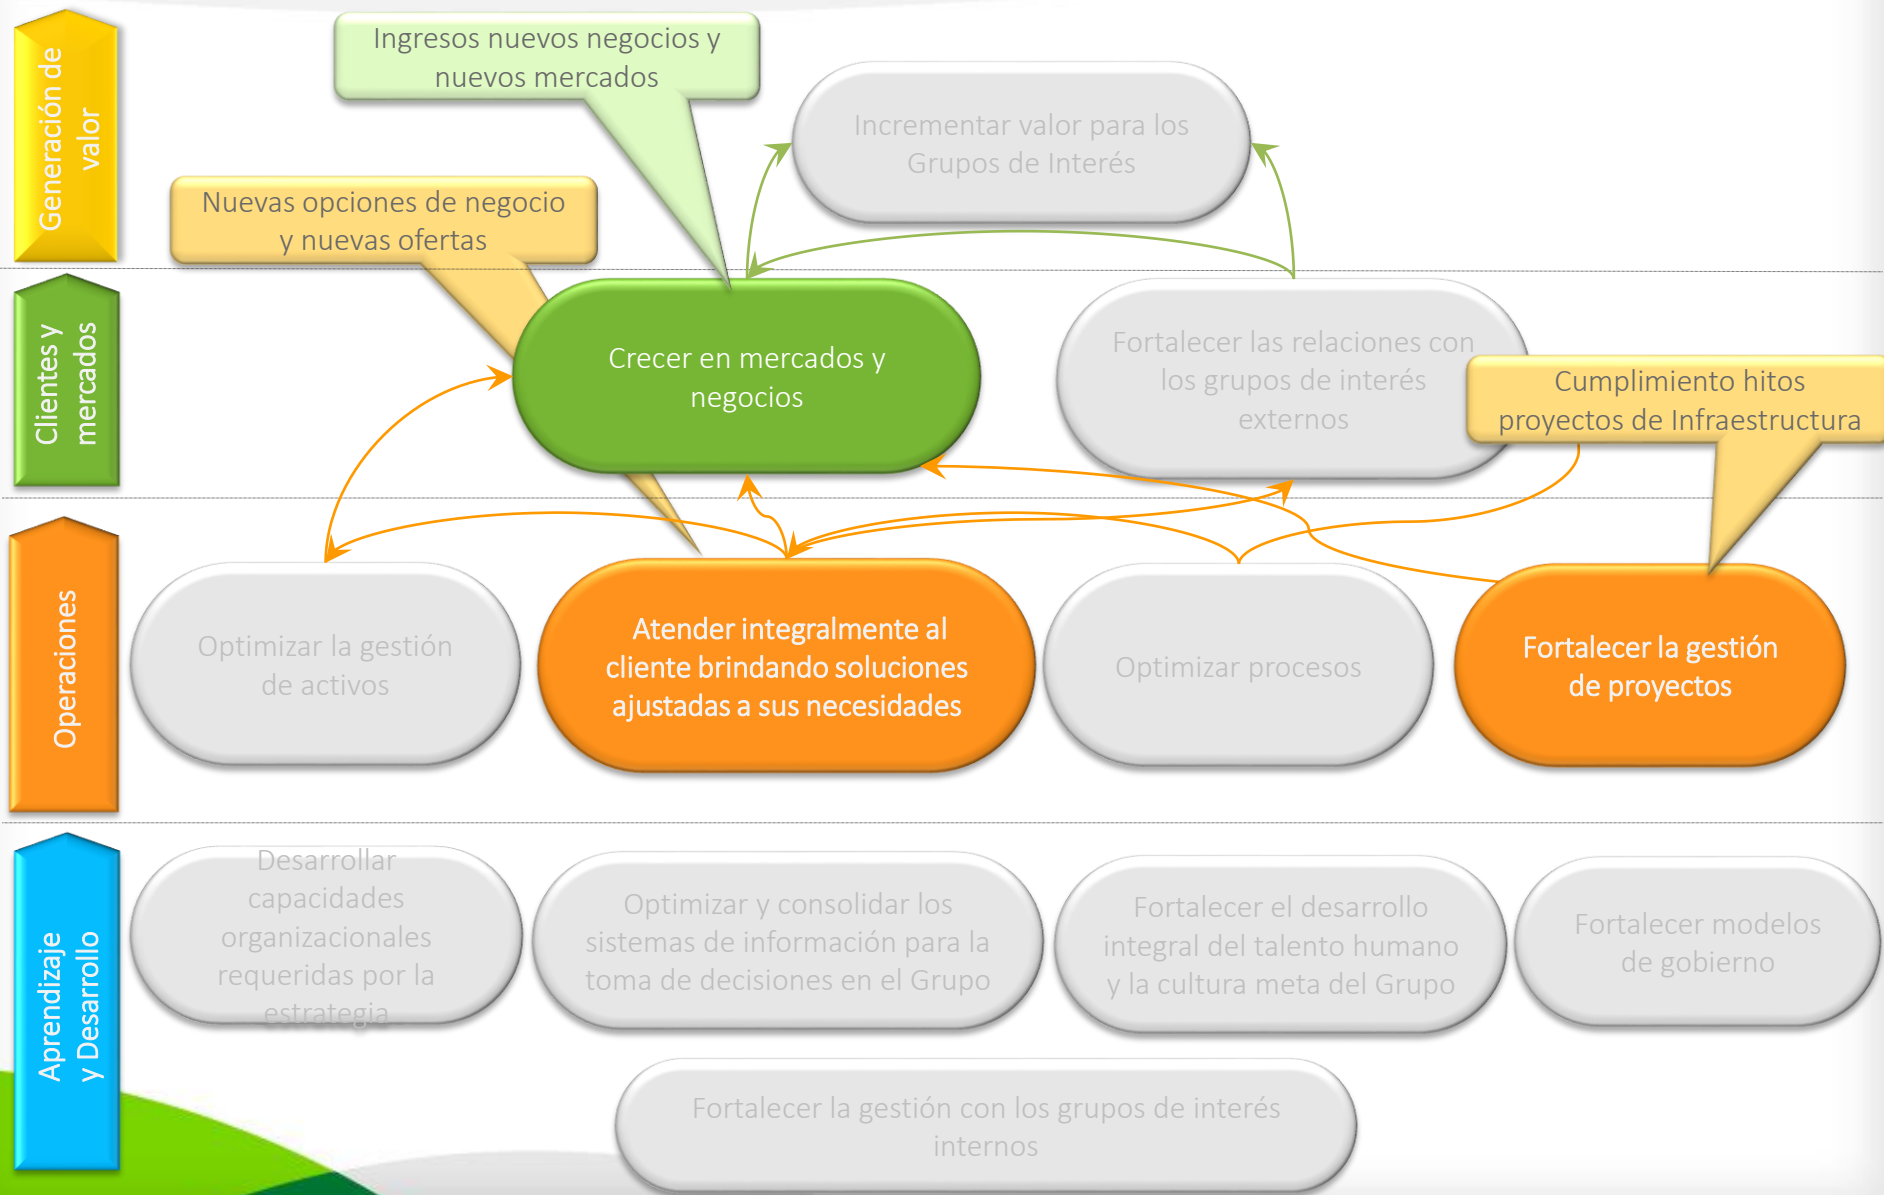 Generación de
valor
Ingresos nuevos negocios y
nuevos mercados
Incrementar valor para los
Grupos de Interés
Nuevas opciones de negocio
y nuevas ofertas
Clientes y
mercados
Crecer en mercados y
negocios
Fortalecer las relaciones con
los grupos de interés
externos
Cumplimiento hitos
proyectos de Infraestructura
Operaciones
Optimizar la gestión
de activos
Atender integralmente al
cliente brindando soluciones
ajustadas a sus necesidades
Optimizar procesos
Fortalecer la gestión
de proyectos
Aprendizaje
y Desarrollo
Desarrollar
capacidades
organizacionales
requeridas por la
estrategia
Optimizar y consolidar los
sistemas de información para la
toma de decisiones en el Grupo
Fortalecer el desarrollo
integral del talento humano
y la cultura meta del Grupo
Fortalecer modelos
de gobierno
Fortalecer la gestión con los grupos de interés
internos